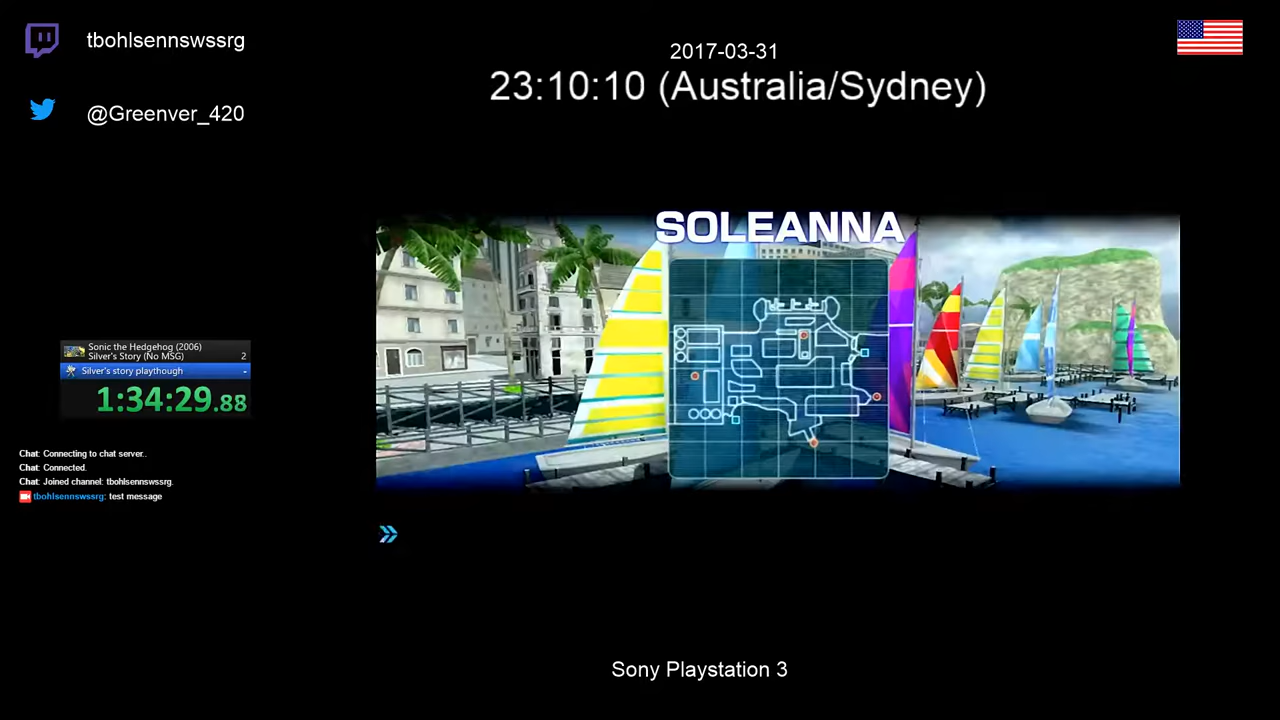 tbohlsennswssrg
@Greenver_420
2017-03-31
23:10:10 (Australia/Sydney)
SOLEANNA
Sonic the Hedgehog (2006)
Silver's Story (No MSG) 2
Silver's story playthough -
1:34:29.88
Chat: Connecting to chat server..
Chat: Connected.
Chat: Joined channel: tbohlsennswssrg.
tbohlsennswssrg: test message
Sony Playstation 3